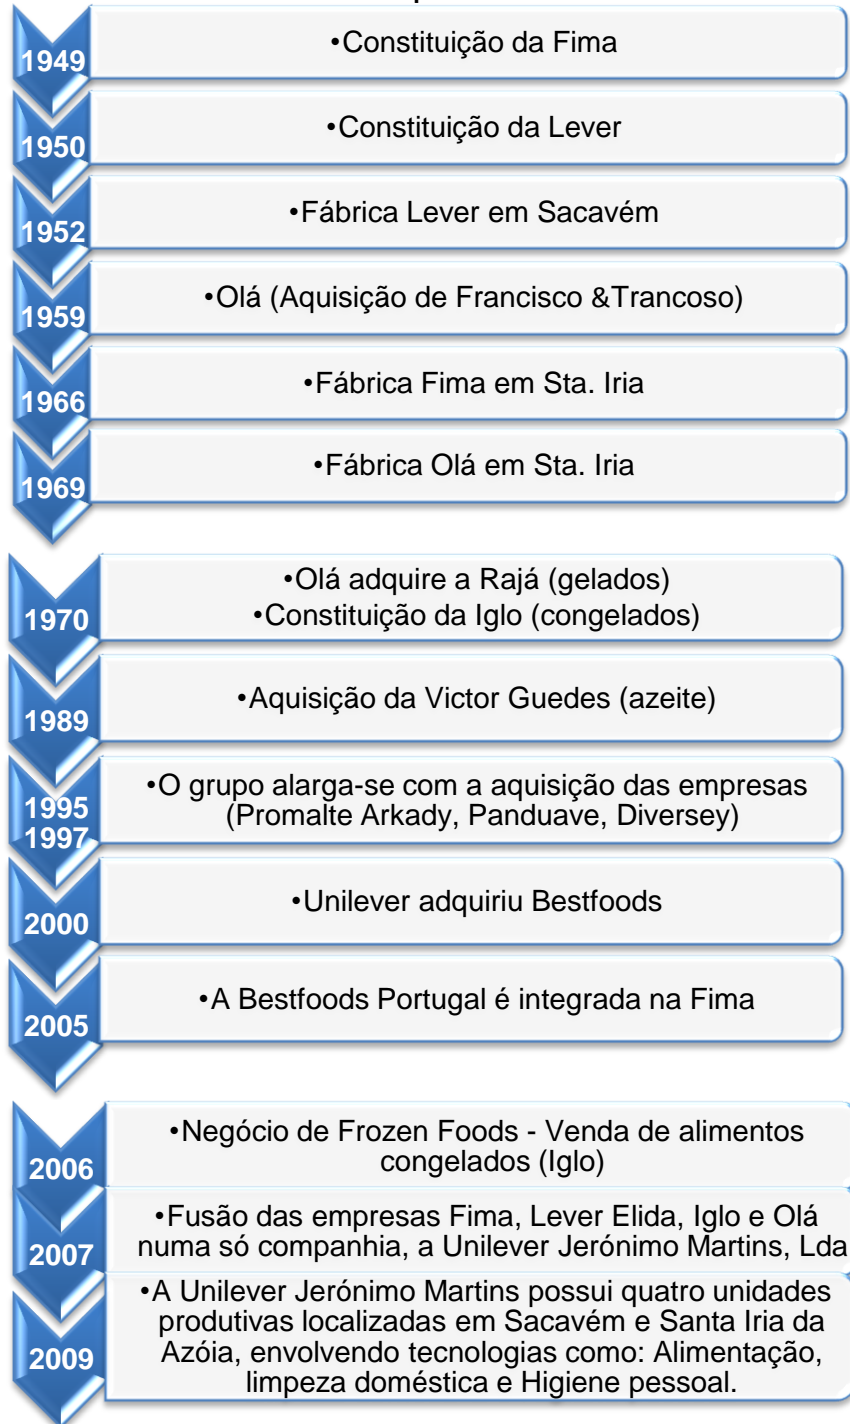 1949
•Constituição da Fima
1950
•Constituição da Lever
1952
•Fábrica Lever em Sacavém
1959
•Olá (Aquisição de Francisco &Trancoso)
1966
•Fábrica Fima em Sta. Iria
1969
•Fábrica Olá em Sta. Iria
1970
•Olá adquire a Rajá (gelados)
•Constituição da Iglo (congelados)
1989
•Aquisição da Victor Guedes (azeite)
1995
1997
•O grupo alarga-se com a aquisição das empresas
(Promalte Arkady, Panduave, Diversey)
2000
•Unilever adquiriu Bestfoods
2005
•A Bestfoods Portugal é integrada na Fima
2006
•Negócio de Frozen Foods - Venda de alimentos
congelados (Iglo)
2007
•Fusão das empresas Fima, Lever Elida, Iglo e Olá
numa só companhia, a Unilever Jerónimo Martins, Lda
2009
•A Unilever Jerónimo Martins possui quatro unidades
produtivas localizadas em Sacavém e Santa Iria da
Azóia, envolvendo tecnologias como: Alimentação,
limpeza doméstica e Higiene pessoal.